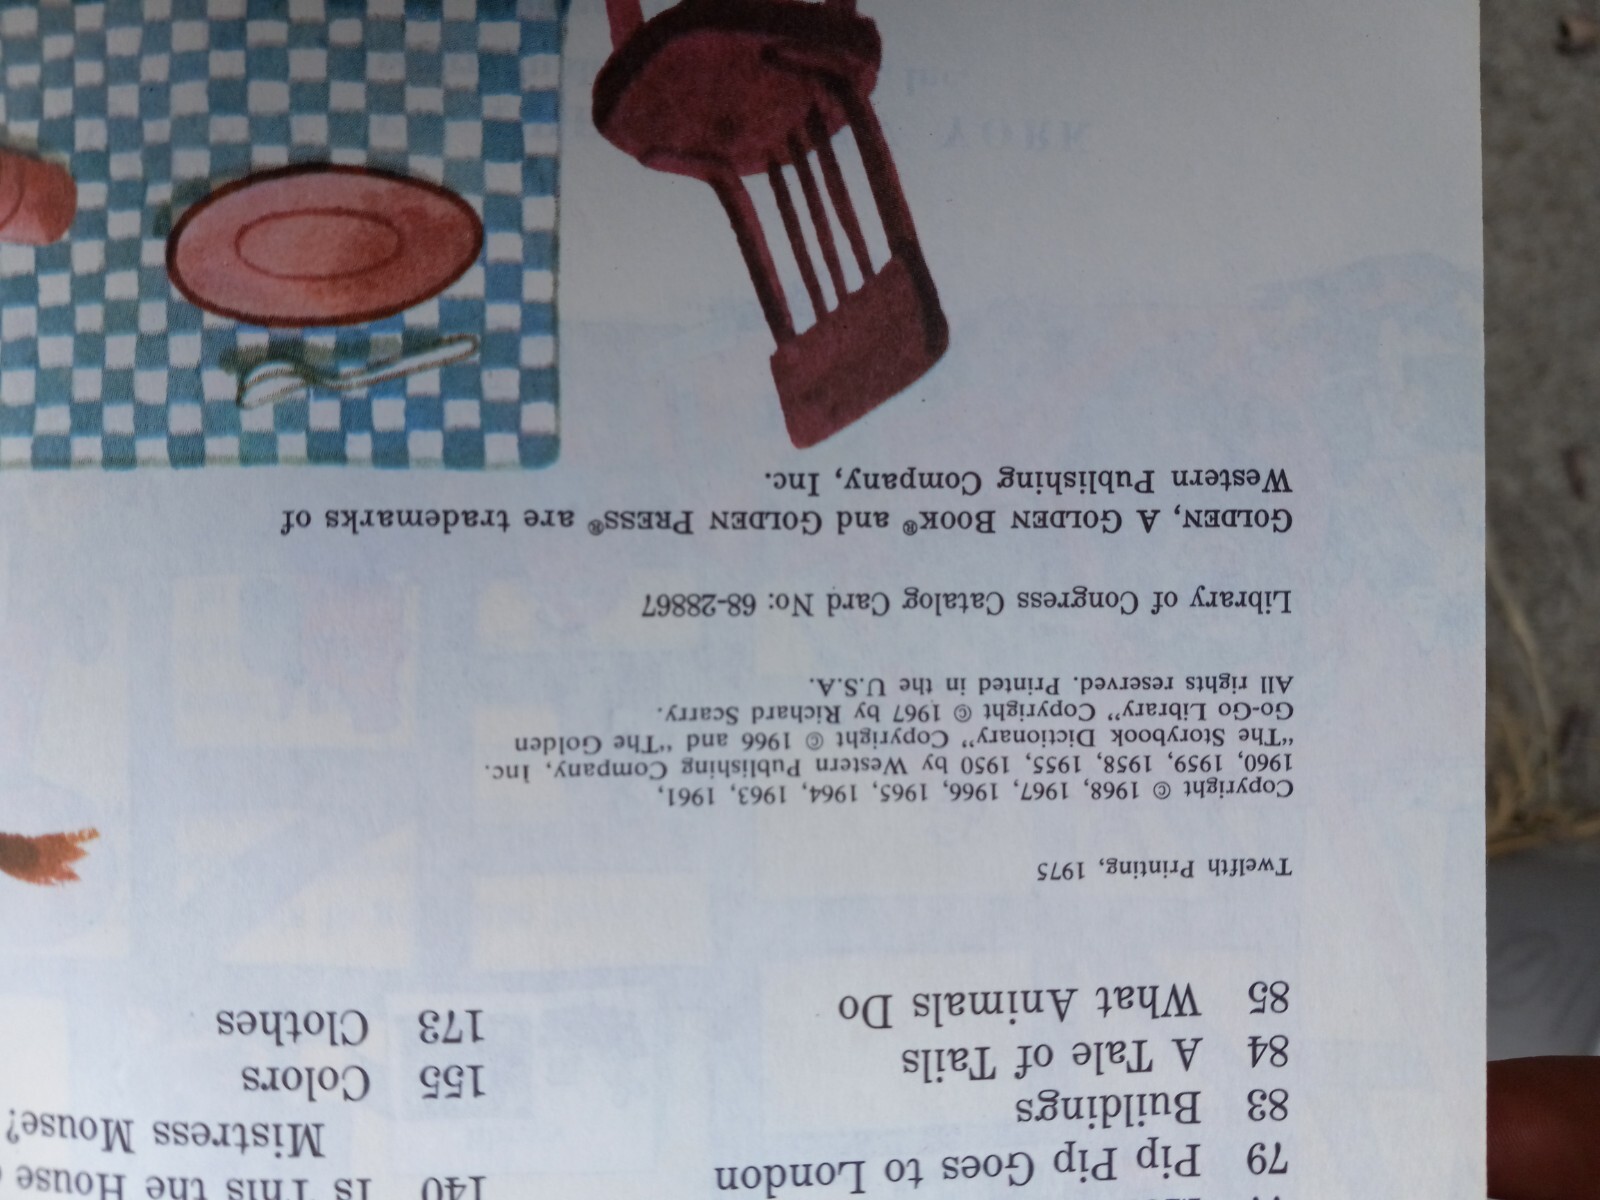 79 Pip Pip Goes to London
83 Buildings
84 A Tale of Tails
85 What Animals Do
140 Is This the House
Mistress Mouse?
155 Colors
173 Clothes
Twelfth Printing, 1975
Copyright © 1968, 1967, 1966, 1965, 1964, 1963, 1961,
1960, 1959, 1958, 1955, 1950 by Western Publishing Company, Inc.
"The Storybook Dictionary" Copyright © 1966 and "The Golden
Go-Go Library" Copyright © 1967 by Richard Scarry.
All rights reserved. Printed in the U.S.A.
Library of Congress Catalog Card No: 68-28867
GOLDEN, A GOLDEN BOOK® and GOLDEN PRESS® are trademarks of
Western Publishing Company, Inc.